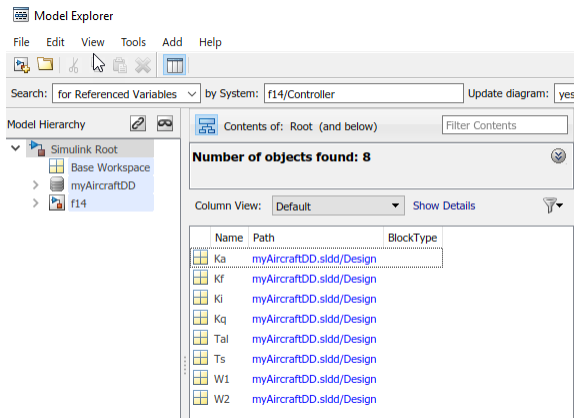 Model Explorer
File Edit View Tools Add Help
Search: for Referenced Variables by System: f14/Controller Update diagram: yes
Model Hierarchy
Contents of: Root (and below) Filter Contents
Simulink Root
Number of objects found: 8
Base Workspace
myAircraftDD
f14
Column View: Default Show Details
Name Path BlockType
Ka myAircraftDD.sldd/Design
Kf myAircraftDD.sldd/Design
Ki myAircraftDD.sldd/Design
Kq myAircraftDD.sldd/Design
Tal myAircraftDD.sldd/Design
Ts myAircraftDD.sldd/Design
W1 myAircraftDD.sldd/Design
W2 myAircraftDD.sldd/Design